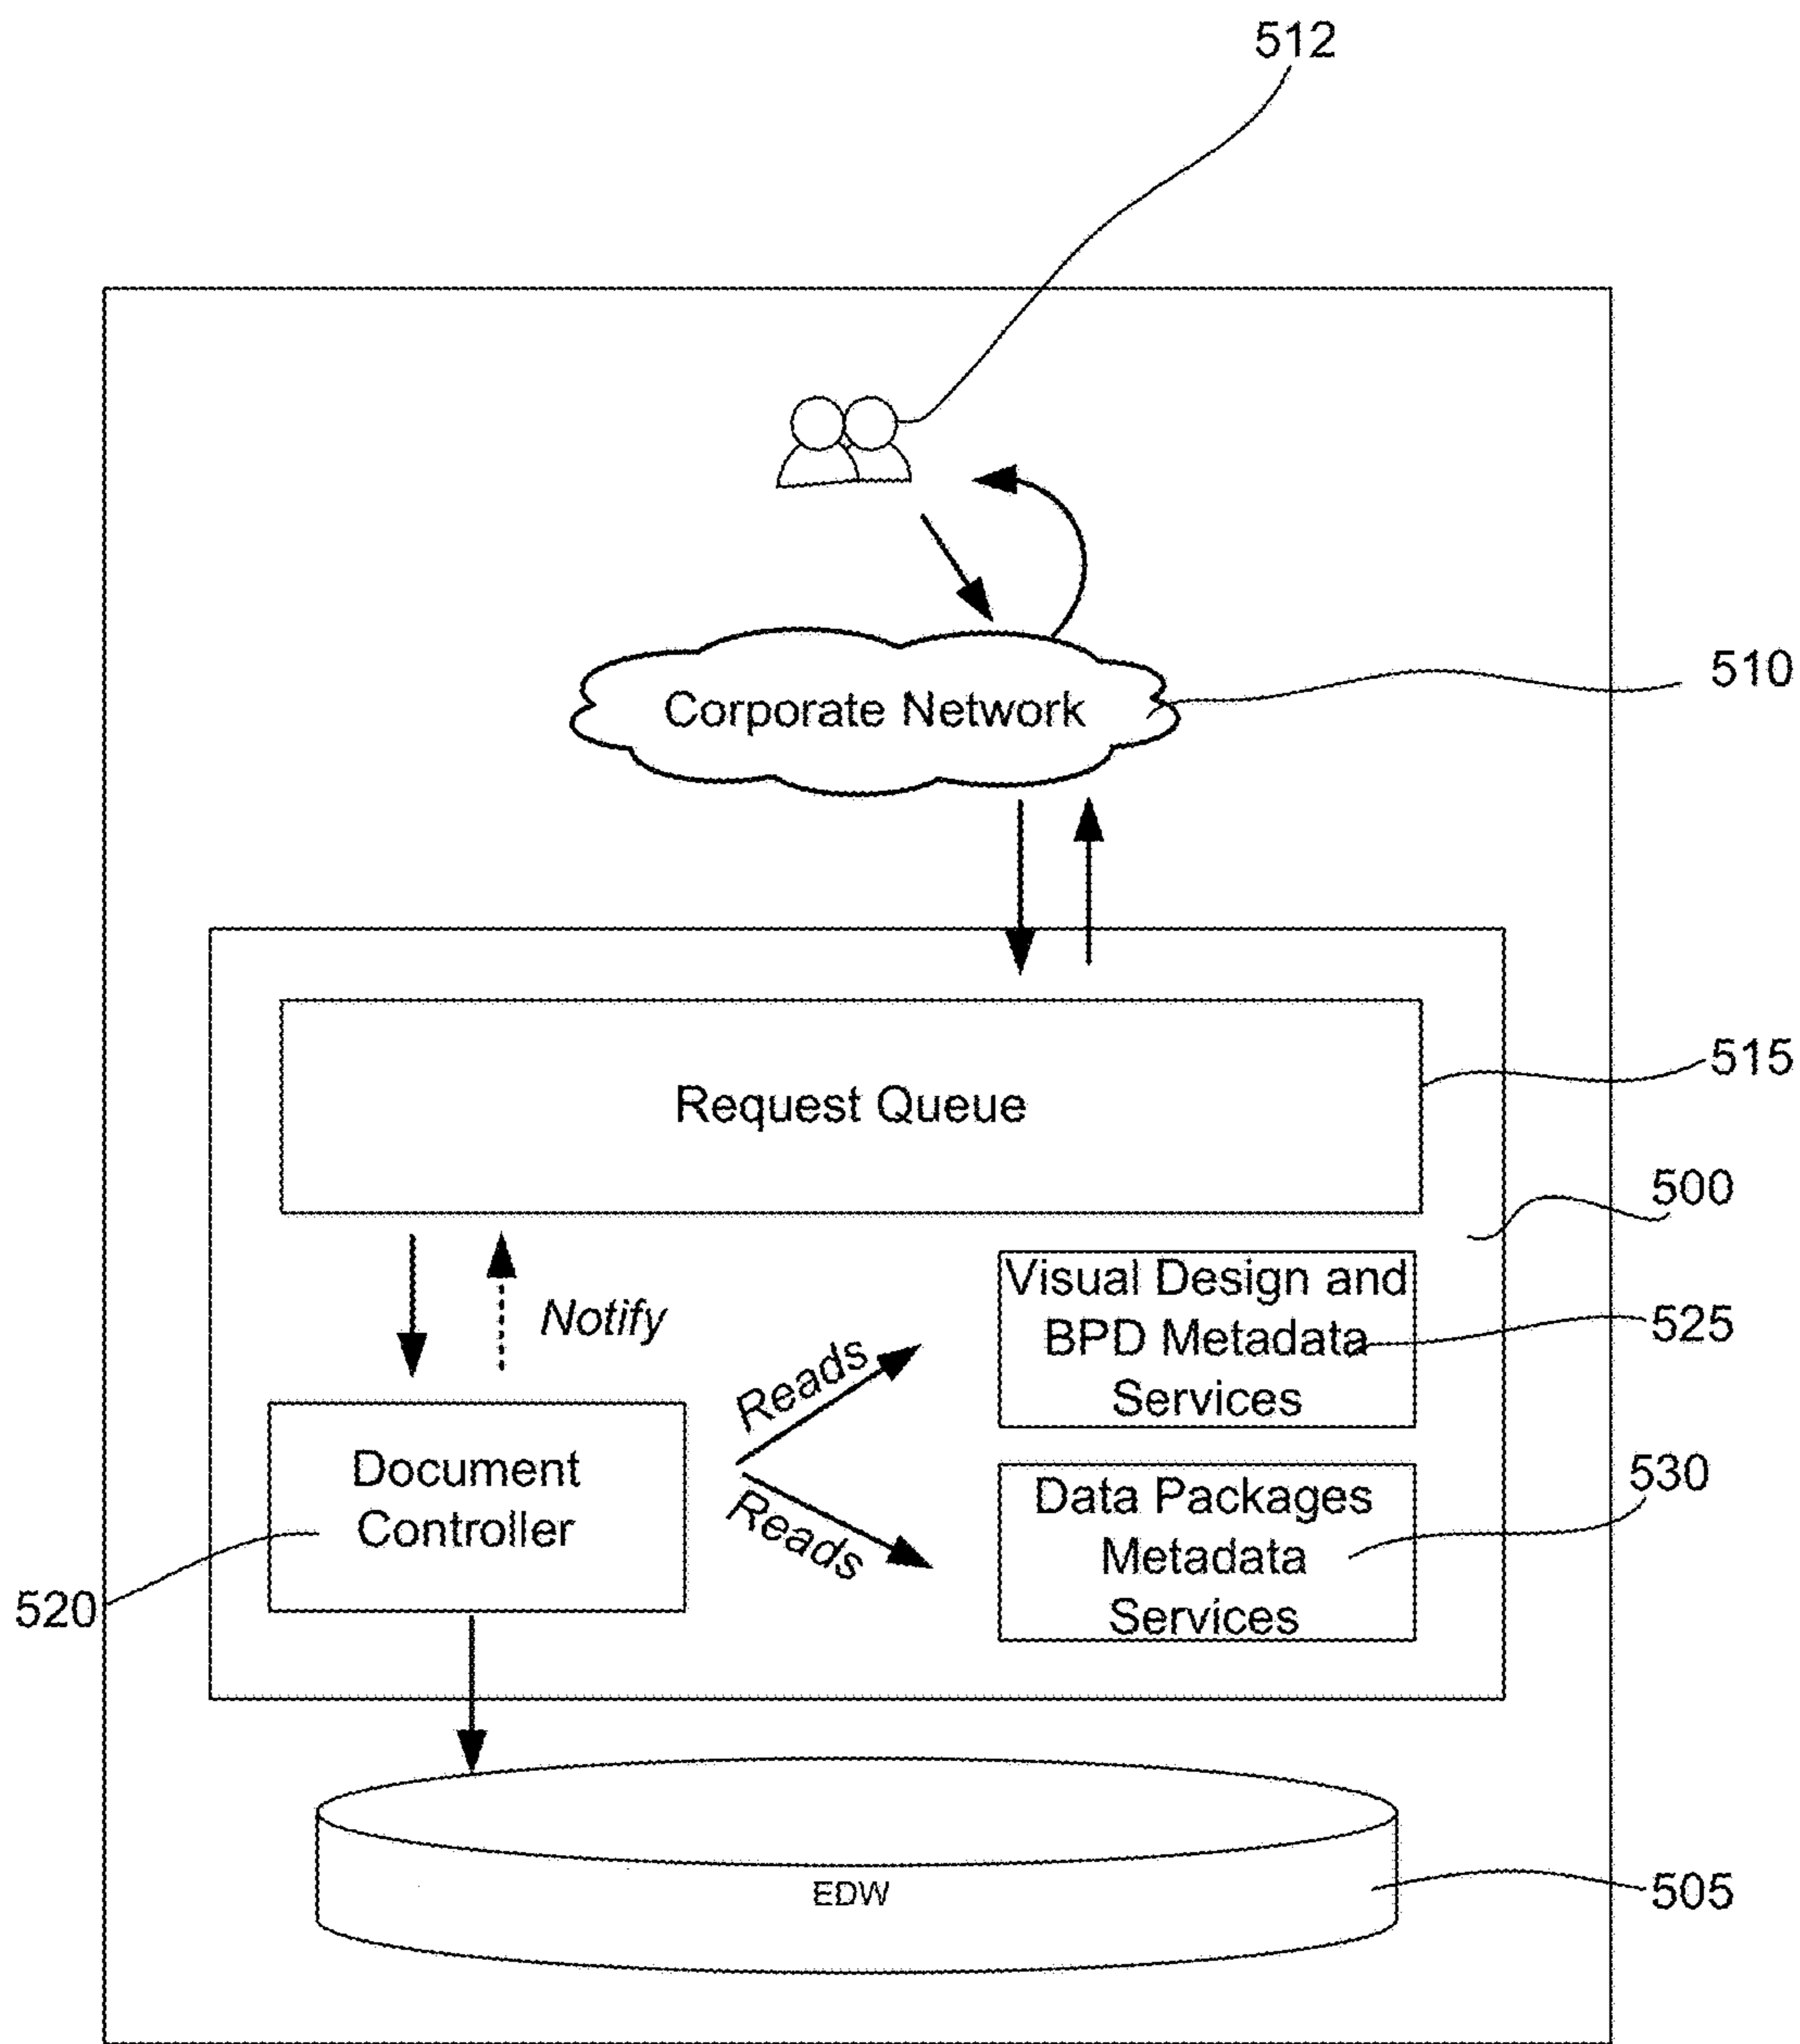 512
Corporate Network
510
Request Queue
515
500
Notify
Visual Design and
BPD Metadata
Services
525
Reads
Reads
Document
Controller
520
Data Packages
Metadata
Services
530
EDW
505